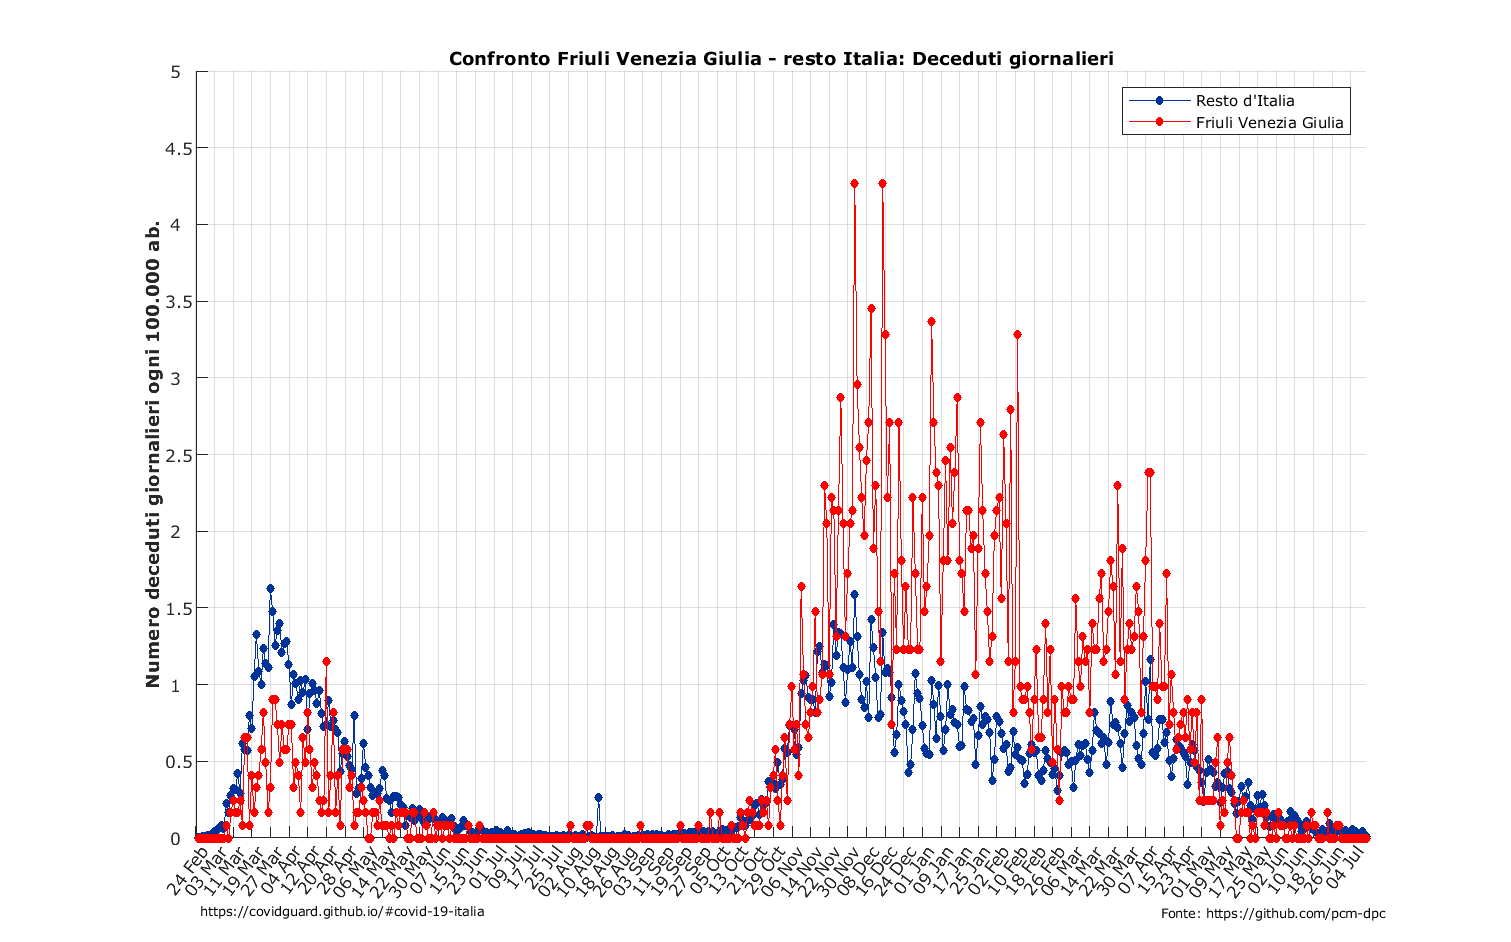 Confronto Friuli Venezia Giulia - resto Italia: Deceduti giornalieri
Resto d'Italia
Friuli Venezia Giulia
Numero deceduti giornalieri ogni 100.000 ab.
5
4.5
4
3.5
3
2.5
2
1.5
1
0.5
0
24 Feb
03 Mar
11 Mar
19 Mar
27 Mar
04 Apr
12 Apr
20 Apr
28 Apr
06 May
14 May
22 May
30 May
07 Jun
15 Jun
23 Jun
01 Jul
09 Jul
17 Jul
25 Jul
02 Aug
10 Aug
18 Aug
26 Aug
03 Sep
11 Sep
19 Sep
27 Sep
05 Oct
13 Oct
21 Oct
29 Oct
06 Nov
14 Nov
22 Nov
30 Nov
08 Dec
16 Dec
24 Dec
01 Jan
09 Jan
17 Jan
25 Jan
02 Feb
10 Feb
18 Feb
26 Feb
06 Mar
14 Mar
22 Mar
30 Mar
07 Apr
15 Apr
23 Apr
01 May
09 May
17 May
25 May
02 Jun
10 Jun
18 Jun
26 Jun
04 Jul
https://covidguard.github.io/#covid-19-italia
Fonte: https://github.com/pcm-dpc